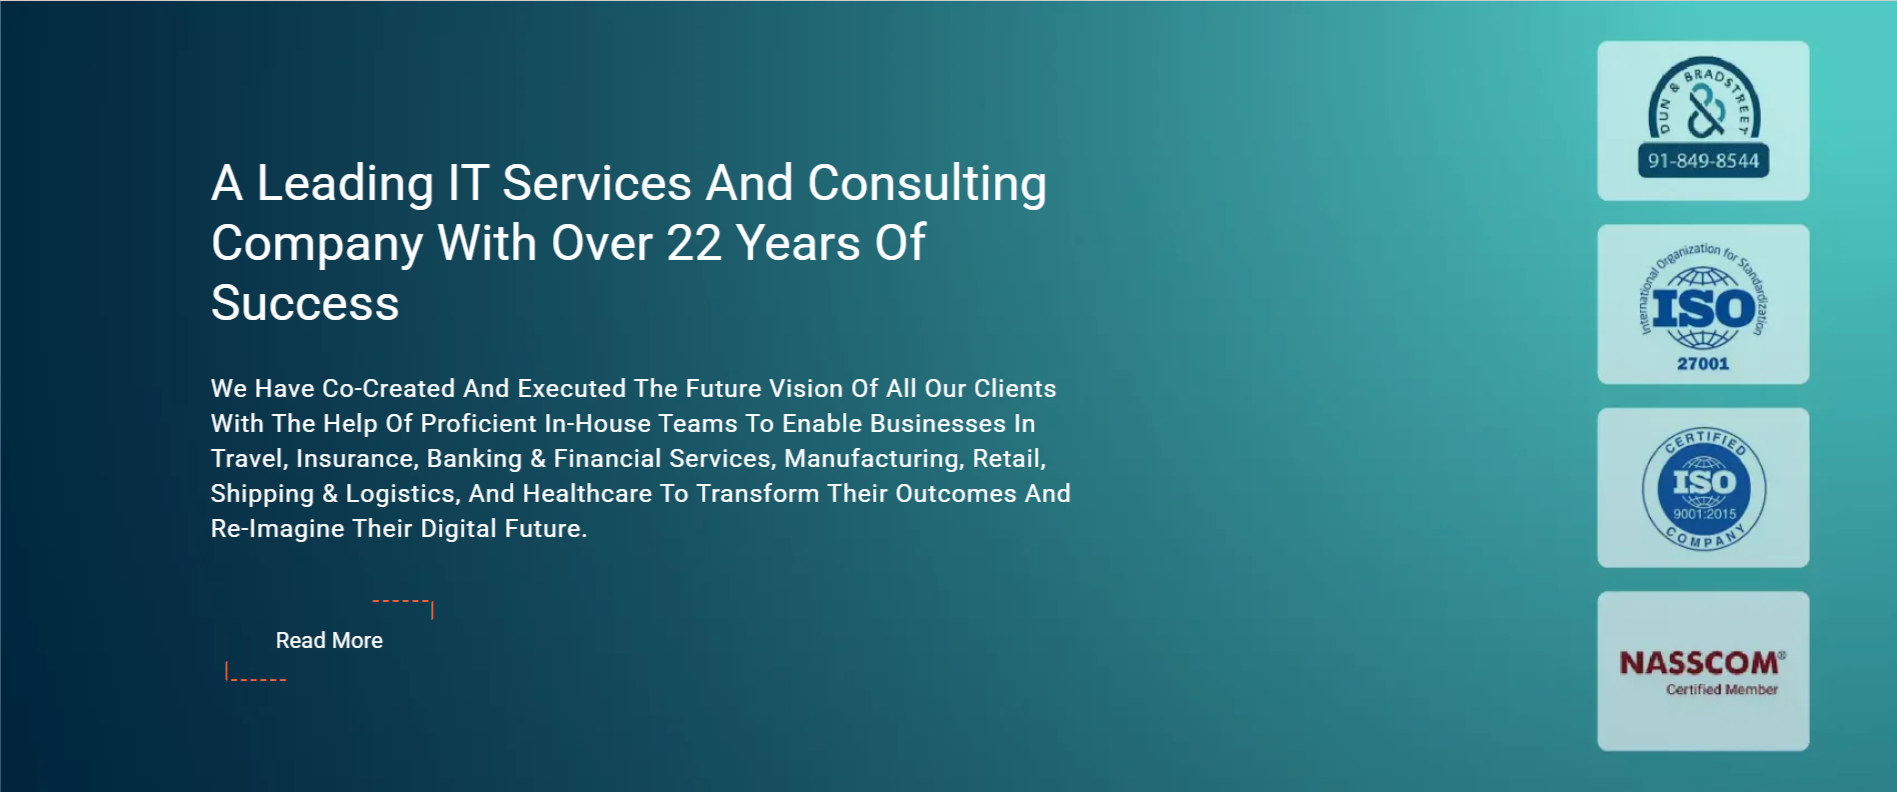 A Leading IT Services And Consulting
Company With Over 22 Years Of
Success
We Have Co-Created And Executed The Future Vision Of All Our Clients
With The Help Of Proficient In-House Teams To Enable Businesses In
Travel, Insurance, Banking & Financial Services, Manufacturing, Retail,
Shipping & Logistics, And Healthcare To Transform Their Outcomes And
Re-Imagine Their Digital Future.
Read More
DUN & BRADSTREET
&
91-849-8544
International Organization for Standardization
ISO
27001
CERTIFIED
ISO
9001:2015
COMPANY
NASSCOM®
Certified Member